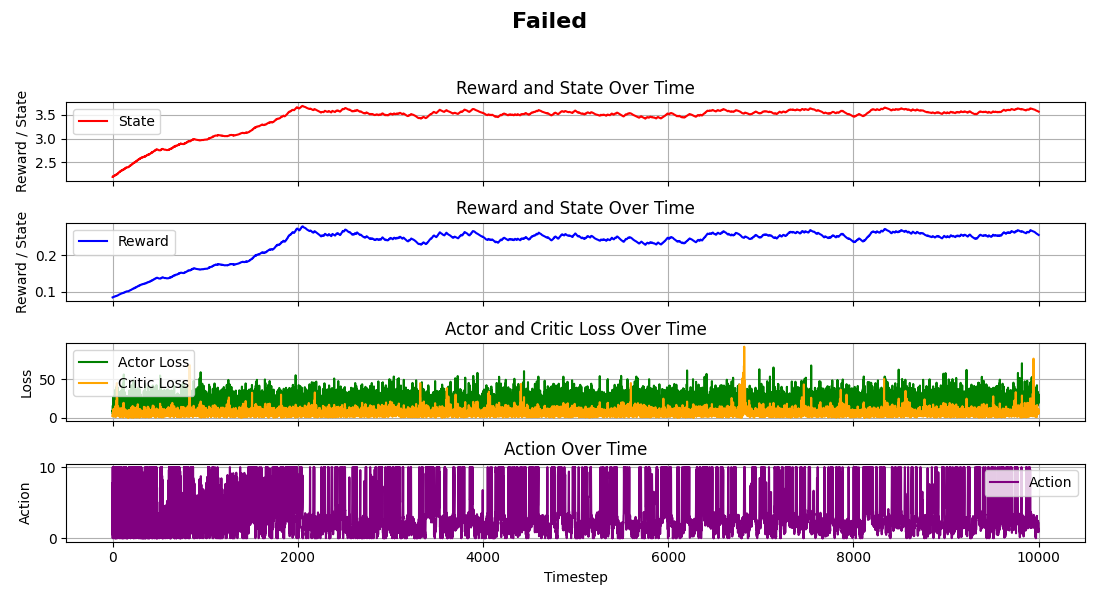 Failed
Reward and State Over Time
Reward / State
3.5
3.0
2.5
State
Reward and State Over Time
Reward / State
0.2
0.1
Reward
Actor and Critic Loss Over Time
Loss
50
0
Actor Loss
Critic Loss
Action Over Time
Action
10
0
Action
0 2000 4000 6000 8000 10000
Timestep